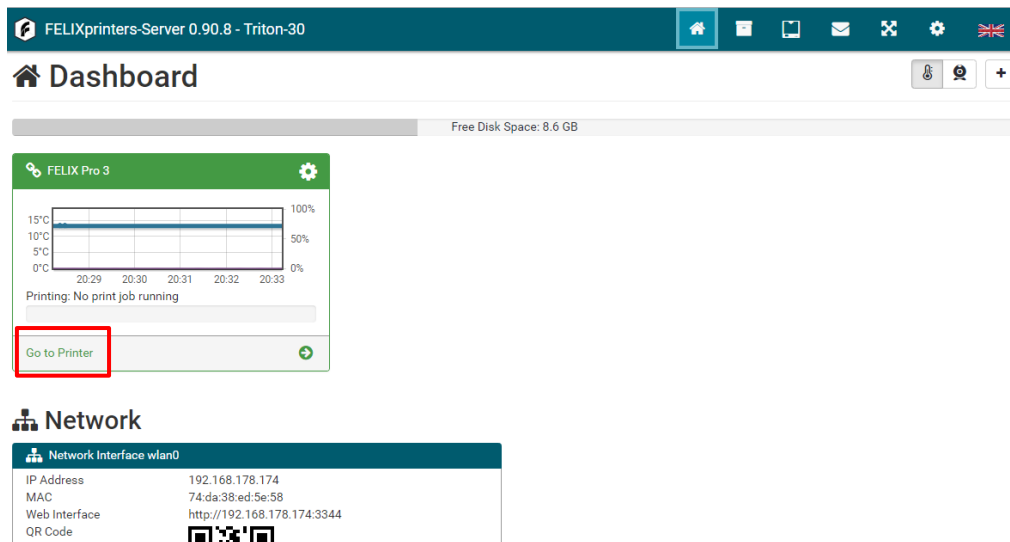 FELIXprinters-Server 0.90.8 - Triton-30
Dashboard
Free Disk Space: 8.6 GB
FELIX Pro 3
15°C
10°C
5°C
0°C
100%
50%
0%
20:29 20:30 20:31 20:32 20:33
Printing: No print job running
Go to Printer
Network
Network Interface wlan0
IP Address 192.168.178.174
MAC 74:da:38:ed:5e:58
Web Interface http://192.168.178.174:3344
QR Code